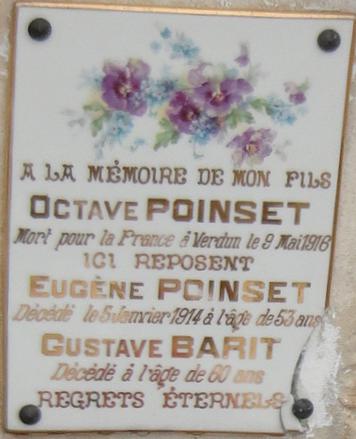 A LA MÉMOIRE DE MON FILS
OCTAVE POINSET
Mort pour la France à Verdun le 9 Mai 1916
ICI REPOSENT
EUGÈNE POINSET
Décédé le 5 Janvier 1914 à l'âge de 53 ans
GUSTAVE BARIT
Décédé à l'âge de 60 ans
REGRETS ÉTERNELS